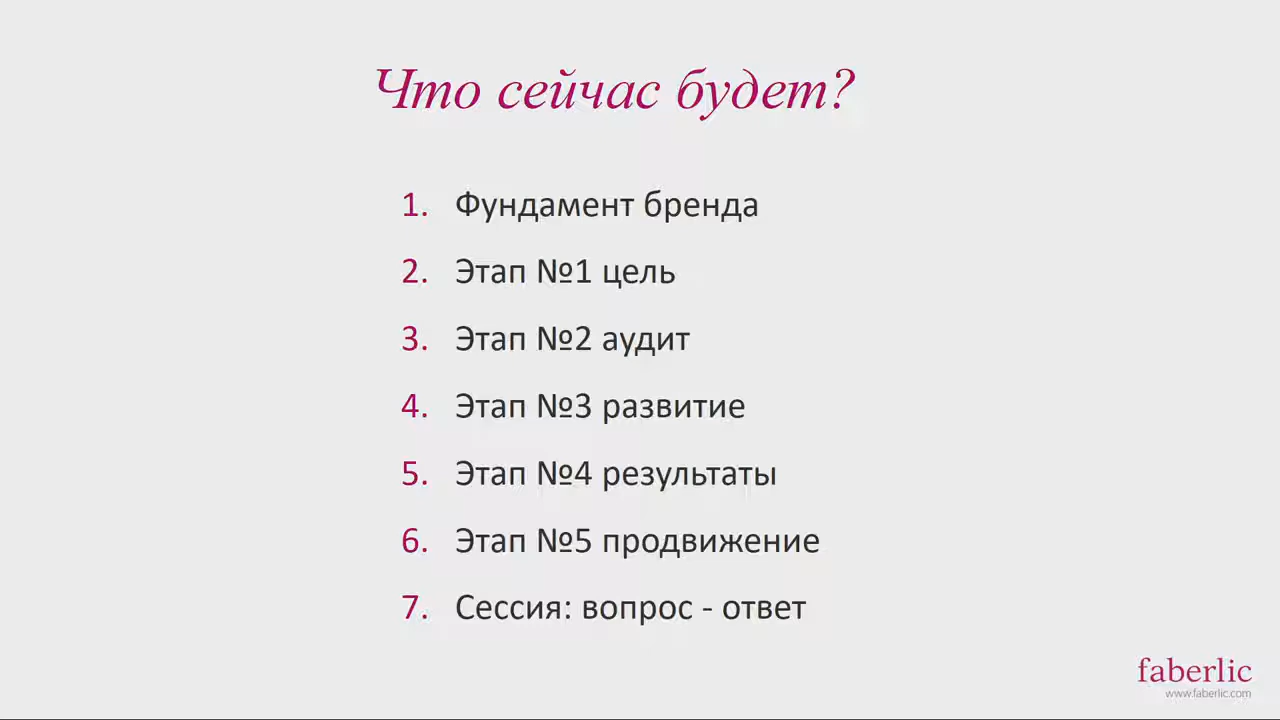 Что сейчас будет?
1. Фундамент бренда
2. Этап №1 цель
3. Этап №2 аудит
4. Этап №3 развитие
5. Этап №4 результаты
6. Этап №5 продвижение
7. Сессия: вопрос - ответ
faberlic
www.faberlic.com